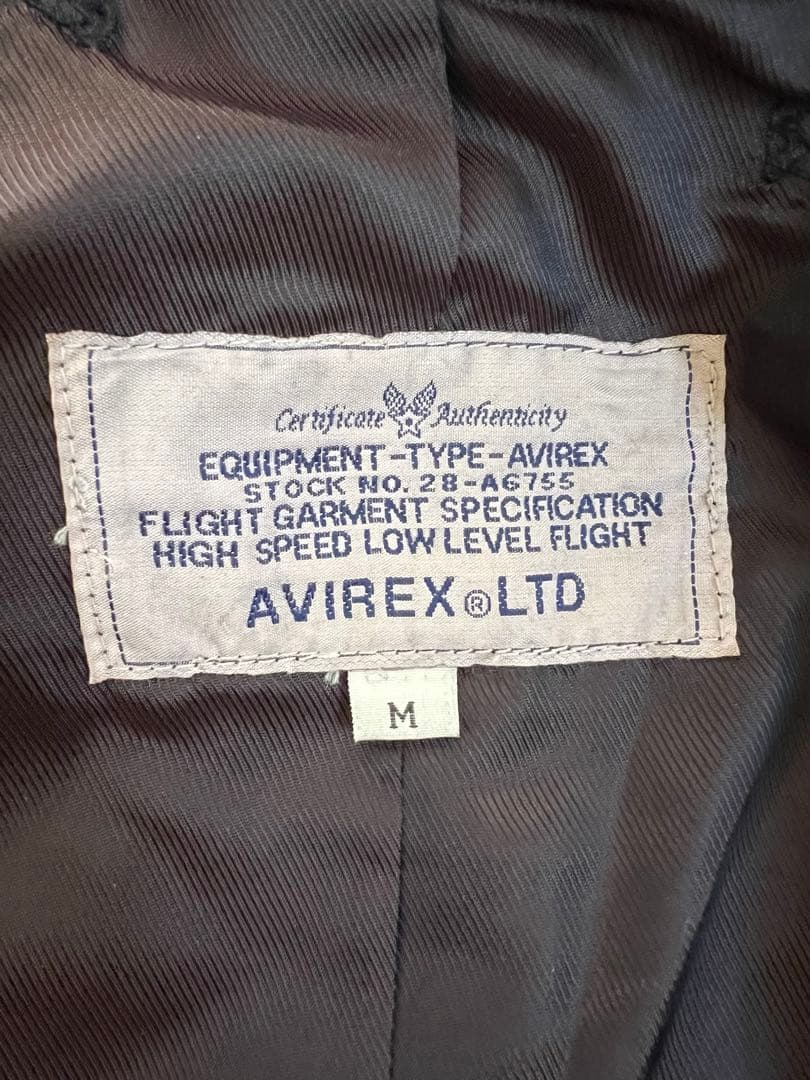 Certificate Authenticity
EQUIPMENT-TYPE-AVIREX
STOCK NO. 28-A6755
FLIGHT GARMENT SPECIFICATION
HIGH SPEED LOW LEVEL FLIGHT
AVIREX® LTD
M